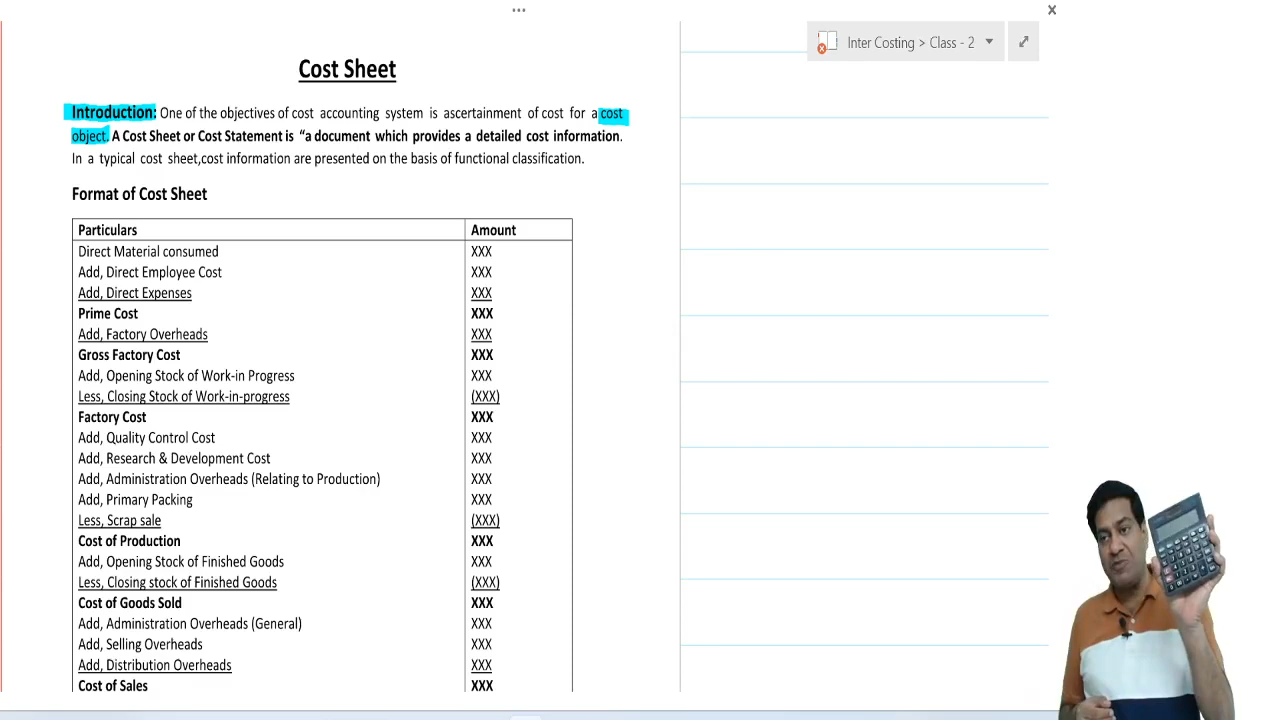 ...
Inter Costing > Class - 2
Cost Sheet
Introduction: One of the objectives of cost accounting system is ascertainment of cost for a cost
object. A Cost Sheet or Cost Statement is “a document which provides a detailed cost information.
In a typical cost sheet,cost information are presented on the basis of functional classification.
Format of Cost Sheet
Particulars Amount
Direct Material consumed XXX
Add, Direct Employee Cost XXX
Add, Direct Expenses XXX
Prime Cost XXX
Add, Factory Overheads XXX
Gross Factory Cost XXX
Add, Opening Stock of Work-in Progress XXX
Less, Closing Stock of Work-in-progress (XXX)
Factory Cost XXX
Add, Quality Control Cost XXX
Add, Research & Development Cost XXX
Add, Administration Overheads (Relating to Production) XXX
Add, Primary Packing XXX
Less, Scrap sale (XXX)
Cost of Production XXX
Add, Opening Stock of Finished Goods XXX
Less, Closing stock of Finished Goods (XXX)
Cost of Goods Sold XXX
Add, Administration Overheads (General) XXX
Add, Selling Overheads XXX
Add, Distribution Overheads XXX
Cost of Sales XXX